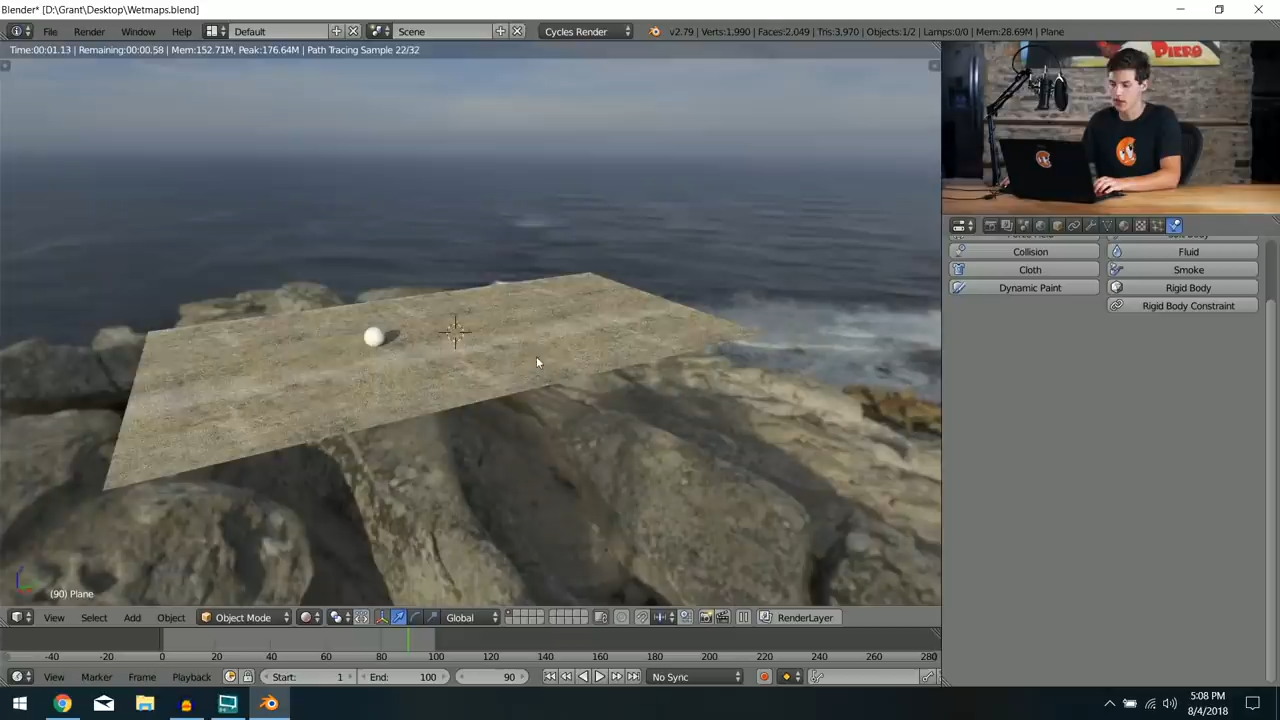 Blender* [D:\Grant\Desktop\Wetmaps.blend]
File Render Window Help Default Scene Cycles Render v2.79 | Verts:1,990 | Faces:2,049 | Tris:3,970 | Objects:1/2 | Lamps:0/0 | Mem:28.69M | Plane
Time:00:01.13 | Remaining:00:00.58 | Mem:152.71M, Peak:176.64M | Path Tracing Sample 22/32
PIERO
Collision Fluid
Cloth Smoke
Dynamic Paint Rigid Body
Rigid Body Constraint
(90) Plane
View Select Add Object Object Mode Global RenderLayer
-40 -20 0 20 40 60 80 100 120 140 160 180 200 220 240 260 280
View Marker Frame Playback Start: 1 End: 100 90 No Sync
5:08 PM
8/4/2018